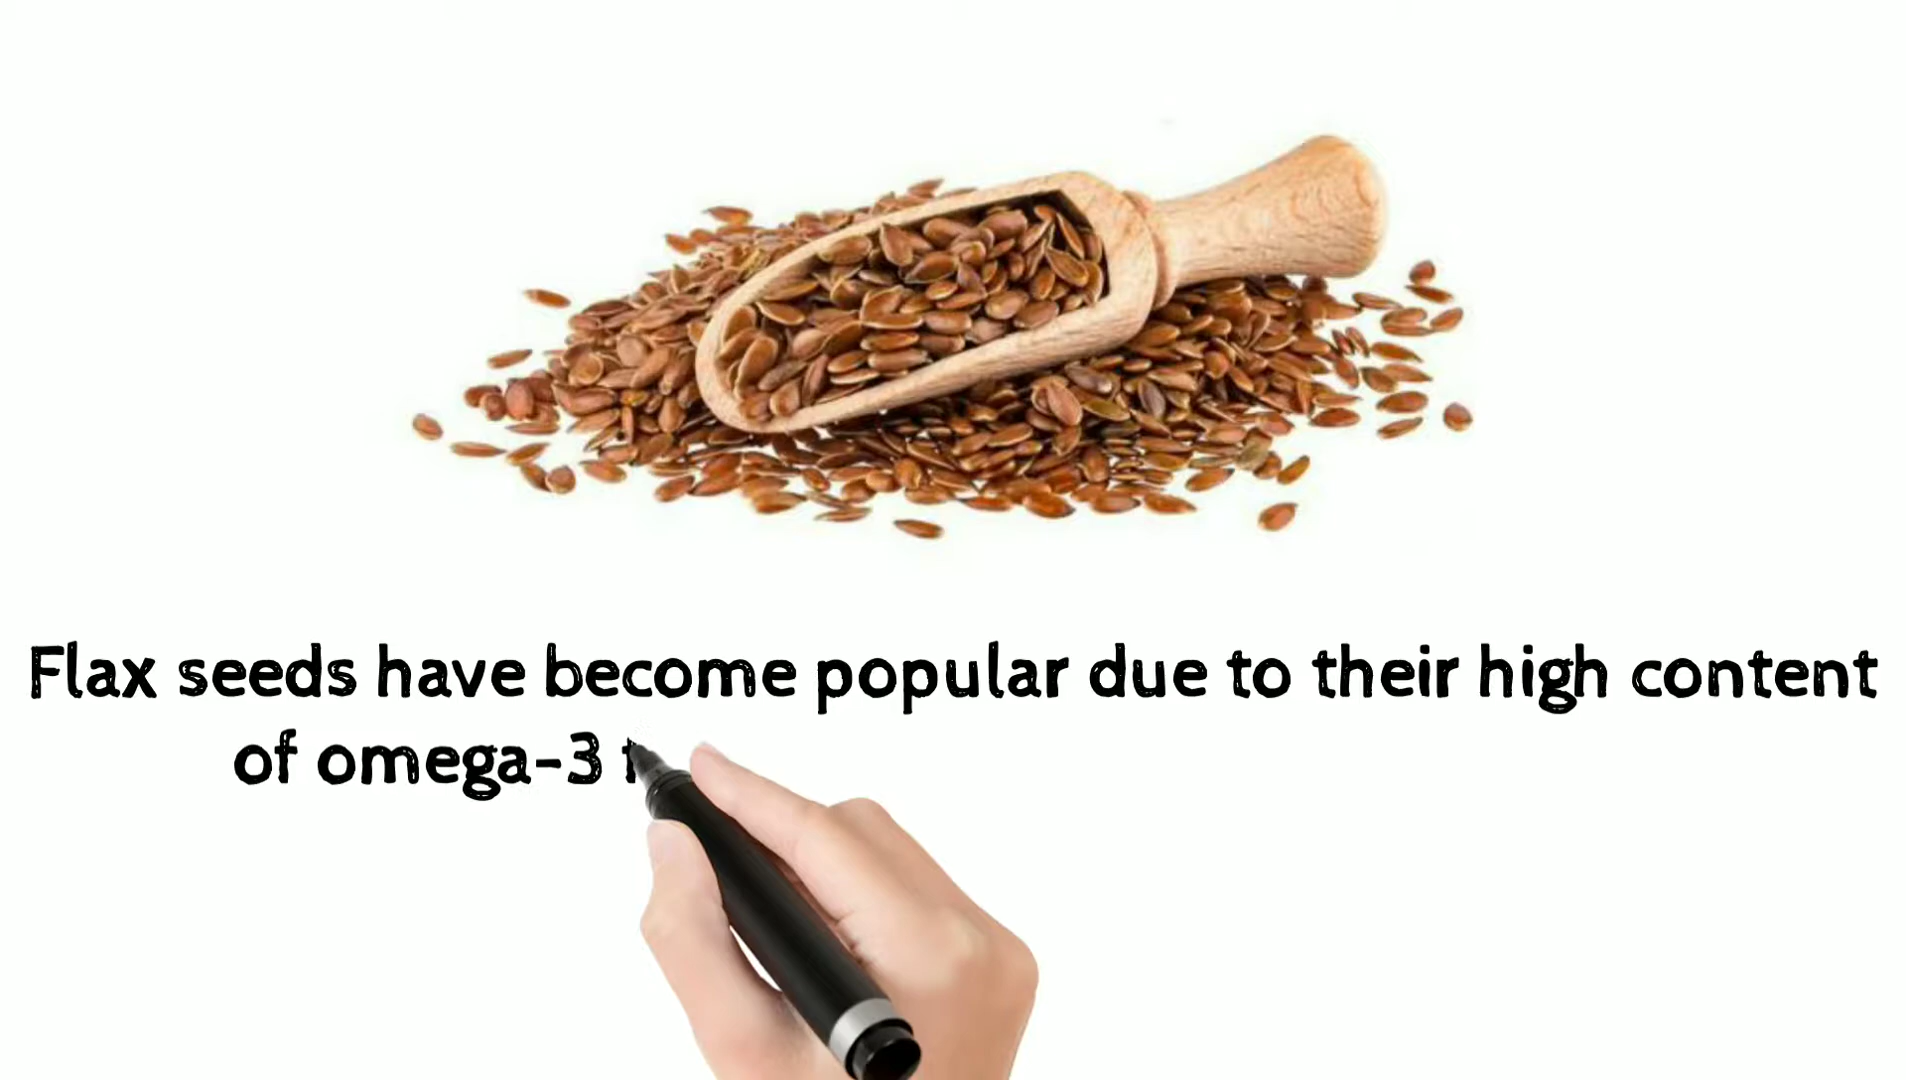 Flax seeds have become popular due to their high content
of omega-3